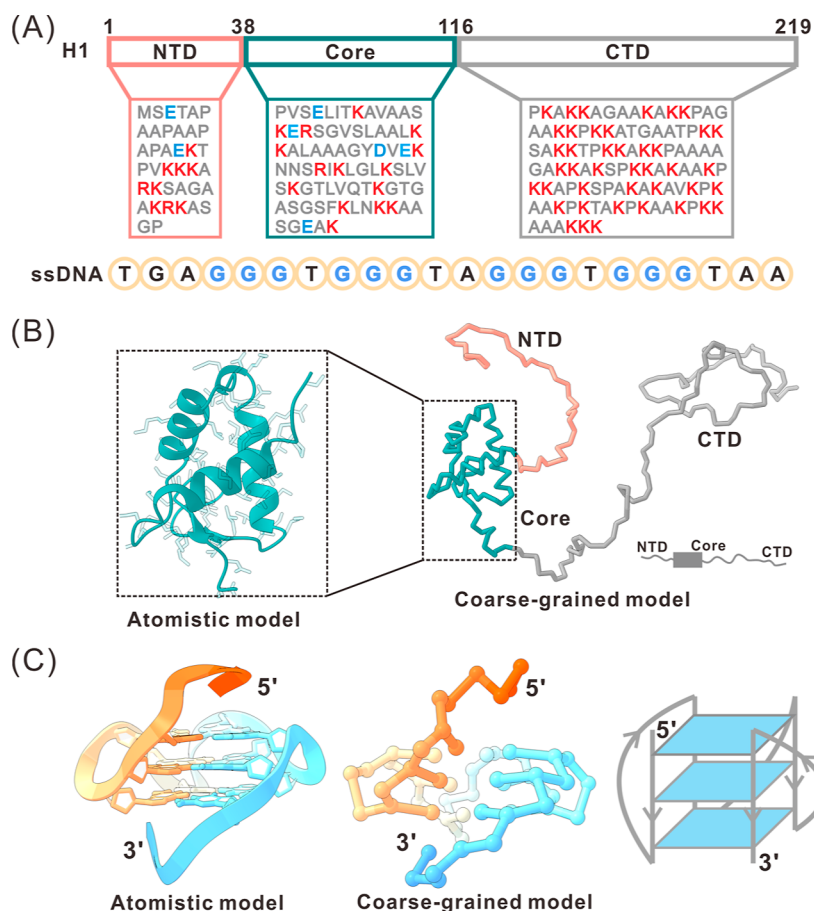 (A)
1 38 116 219
H1 NTD Core CTD
MSETAP
AAPAAP
APAEKT
PVKKKA
RKSAGA
AKRKAS
GP
PVSELITKAVAAS
KERSGVSLAALK
KALAAAGYDVEK
NNSRIKLGLKSLV
SKGTLVQTKGTG
ASGSFKLNKKAA
SGEAK
PKAKKAGAAKAKKPAG
AAKKPKKATGAATPKK
SAKKTPKKAKKPAAAA
GAKKAKSPKKAKAAKP
KKAPKSPAKAKAVKPK
AAKPKTAKPKAAKPKK
AAAKKK
ssDNA T G A G G G T G G G T A G G G T G G G T A A
(B)
NTD
CTD
Core
NTD Core CTD
Atomistic model
Coarse-grained model
(C)
5'
3'
Atomistic model
5'
3'
Coarse-grained model
5'
3'